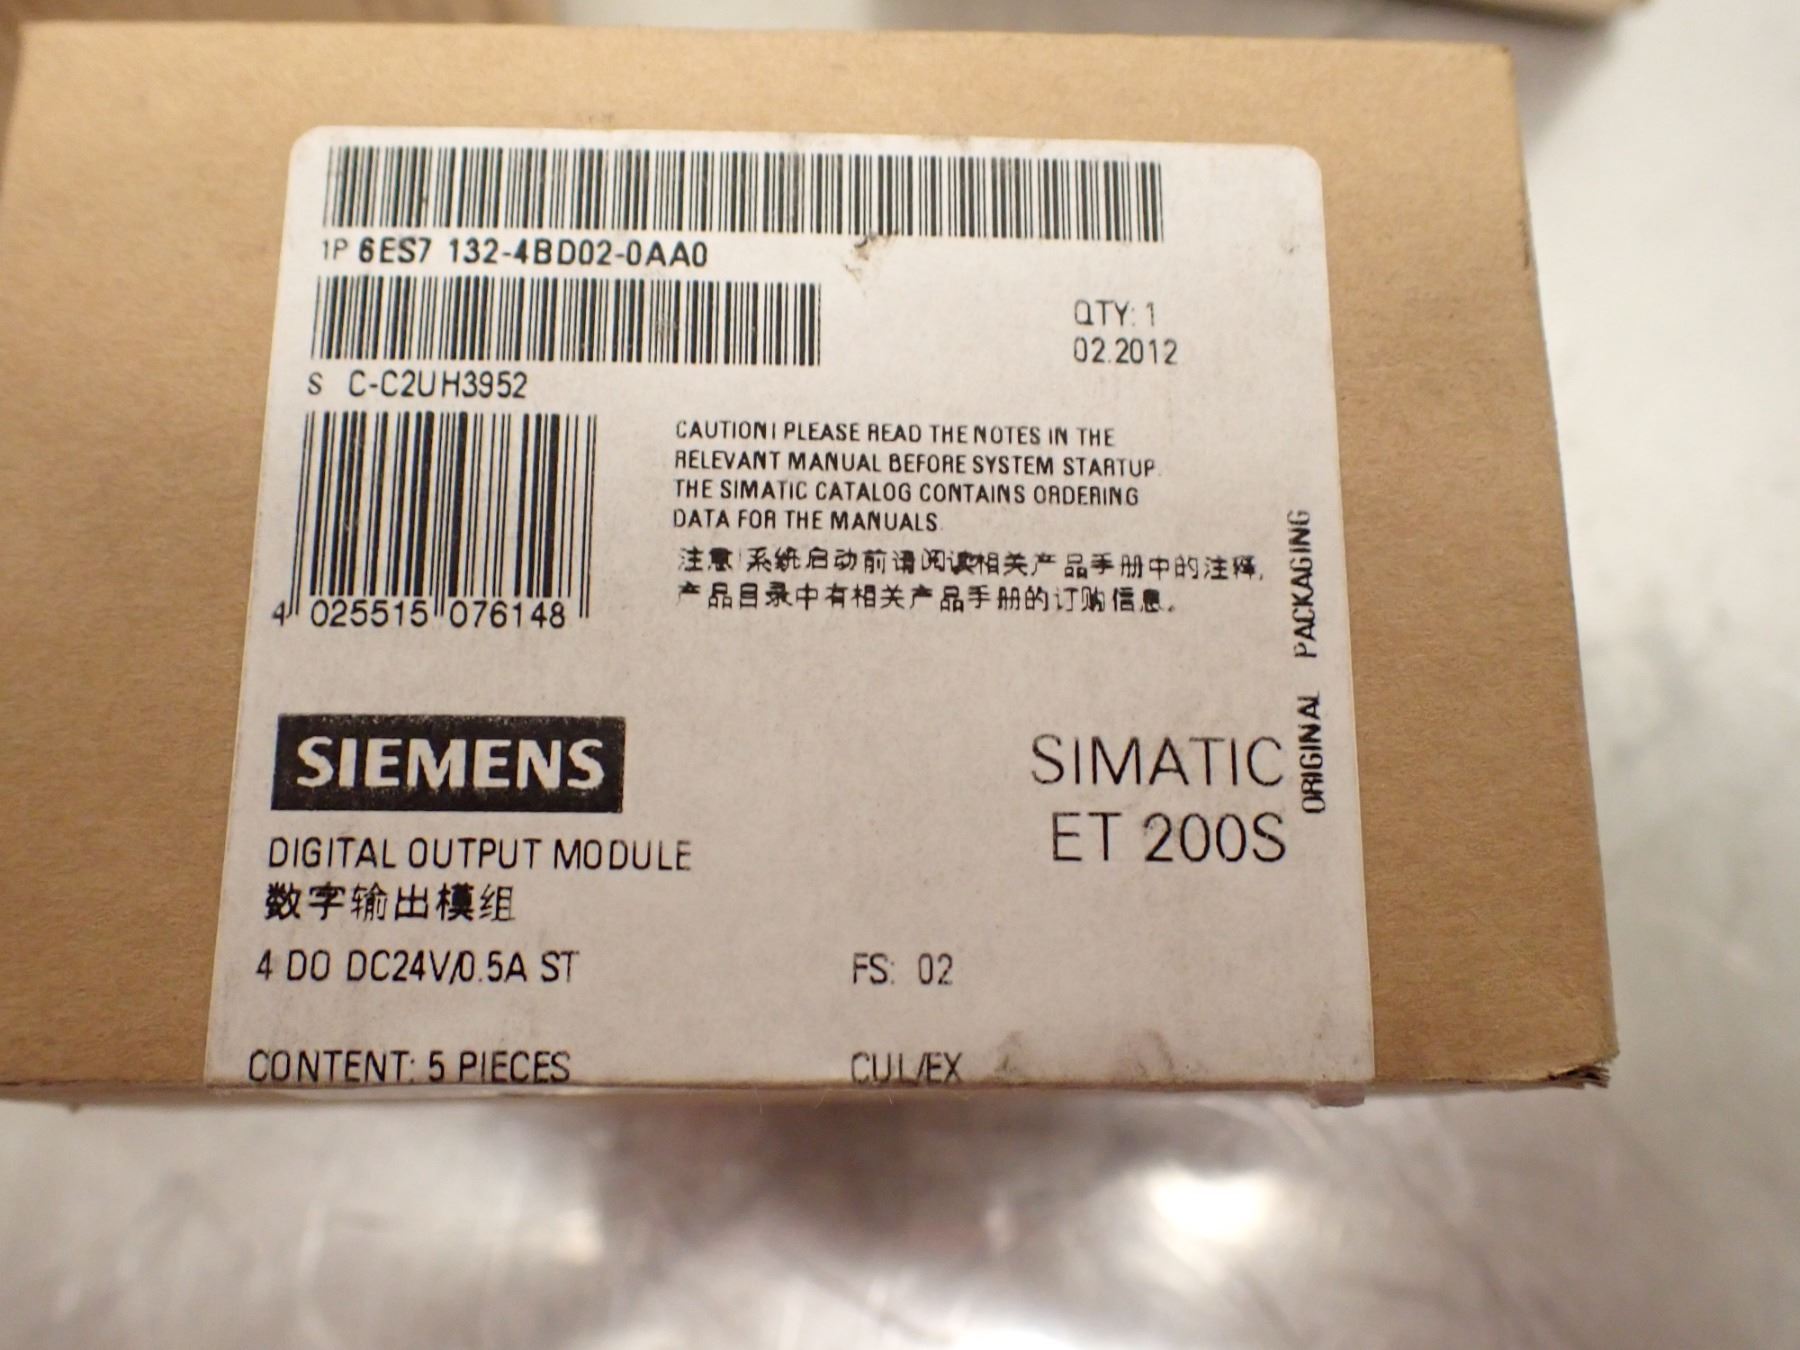 1P 6ES7 132-4BD02-0AA0
QTY: 1
02.2012
S C-C2UH3952
4 025515 076148
CAUTION! PLEASE READ THE NOTES IN THE
RELEVANT MANUAL BEFORE SYSTEM STARTUP.
THE SIMATIC CATALOG CONTAINS ORDERING
DATA FOR THE MANUALS.
注意!系统启动前请阅读相关产品手册中的注释,
产品目录中有相关产品手册的订购信息。
ORIGINAL PACKAGING
SIEMENS
SIMATIC
ET 200S
DIGITAL OUTPUT MODULE
数字输出模组
4 DO DC24V/0.5A ST
FS: 02
CONTENT: 5 PIECES
CUL/EX